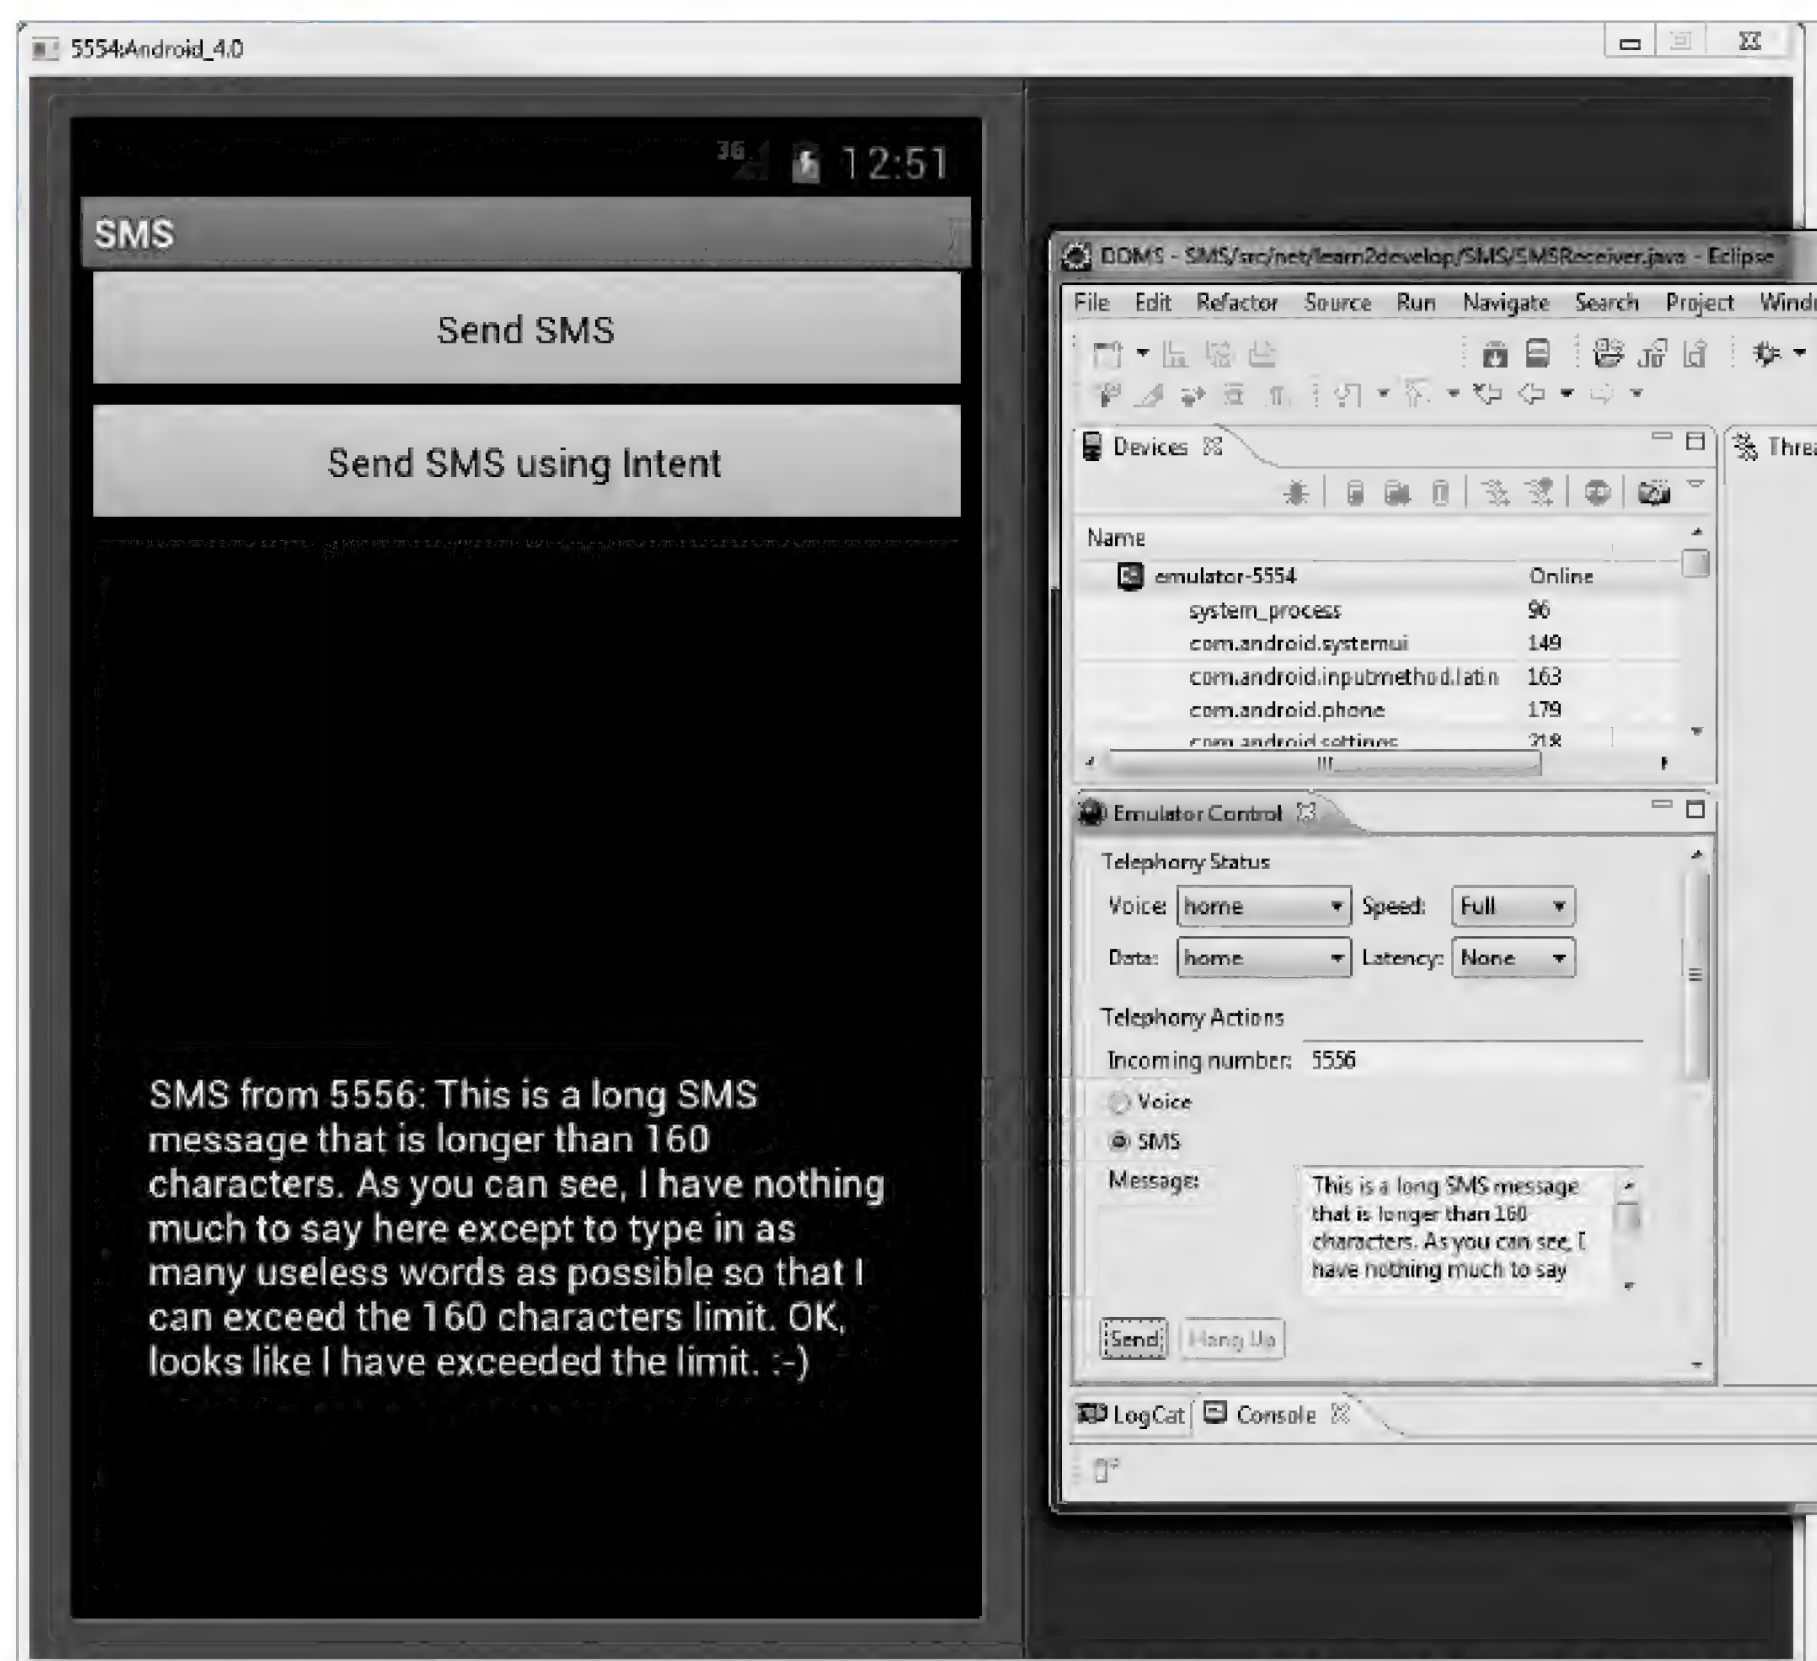 5554:Android_4.0
36 12:51
SMS
Send SMS
Send SMS using Intent
SMS from 5556: This is a long SMS
message that is longer than 160
characters. As you can see, I have nothing
much to say here except to type in as
many useless words as possible so that I
can exceed the 160 characters limit. OK,
looks like I have exceeded the limit. :-)
DDMS - SMS/src/net/learn2develop/SMS/SMSReceiver.java - Eclipse
File Edit Refactor Source Run Navigate Search Project Windo
Devices Threa
Name
emulator-5554 Online
system_process 96
com.android.systemui 149
com.android.inputmethod.latin 163
com.android.phone 179
com.android.settings 218
Emulator Control
Telephony Status
Voice: home Speed: Full
Data: home Latency: None
Telephony Actions
Incoming number: 5556
Voice
SMS
Message: This is a long SMS message
that is longer than 160
characters. As you can see, I
have nothing much to say
Send Hang Up
LogCat Console